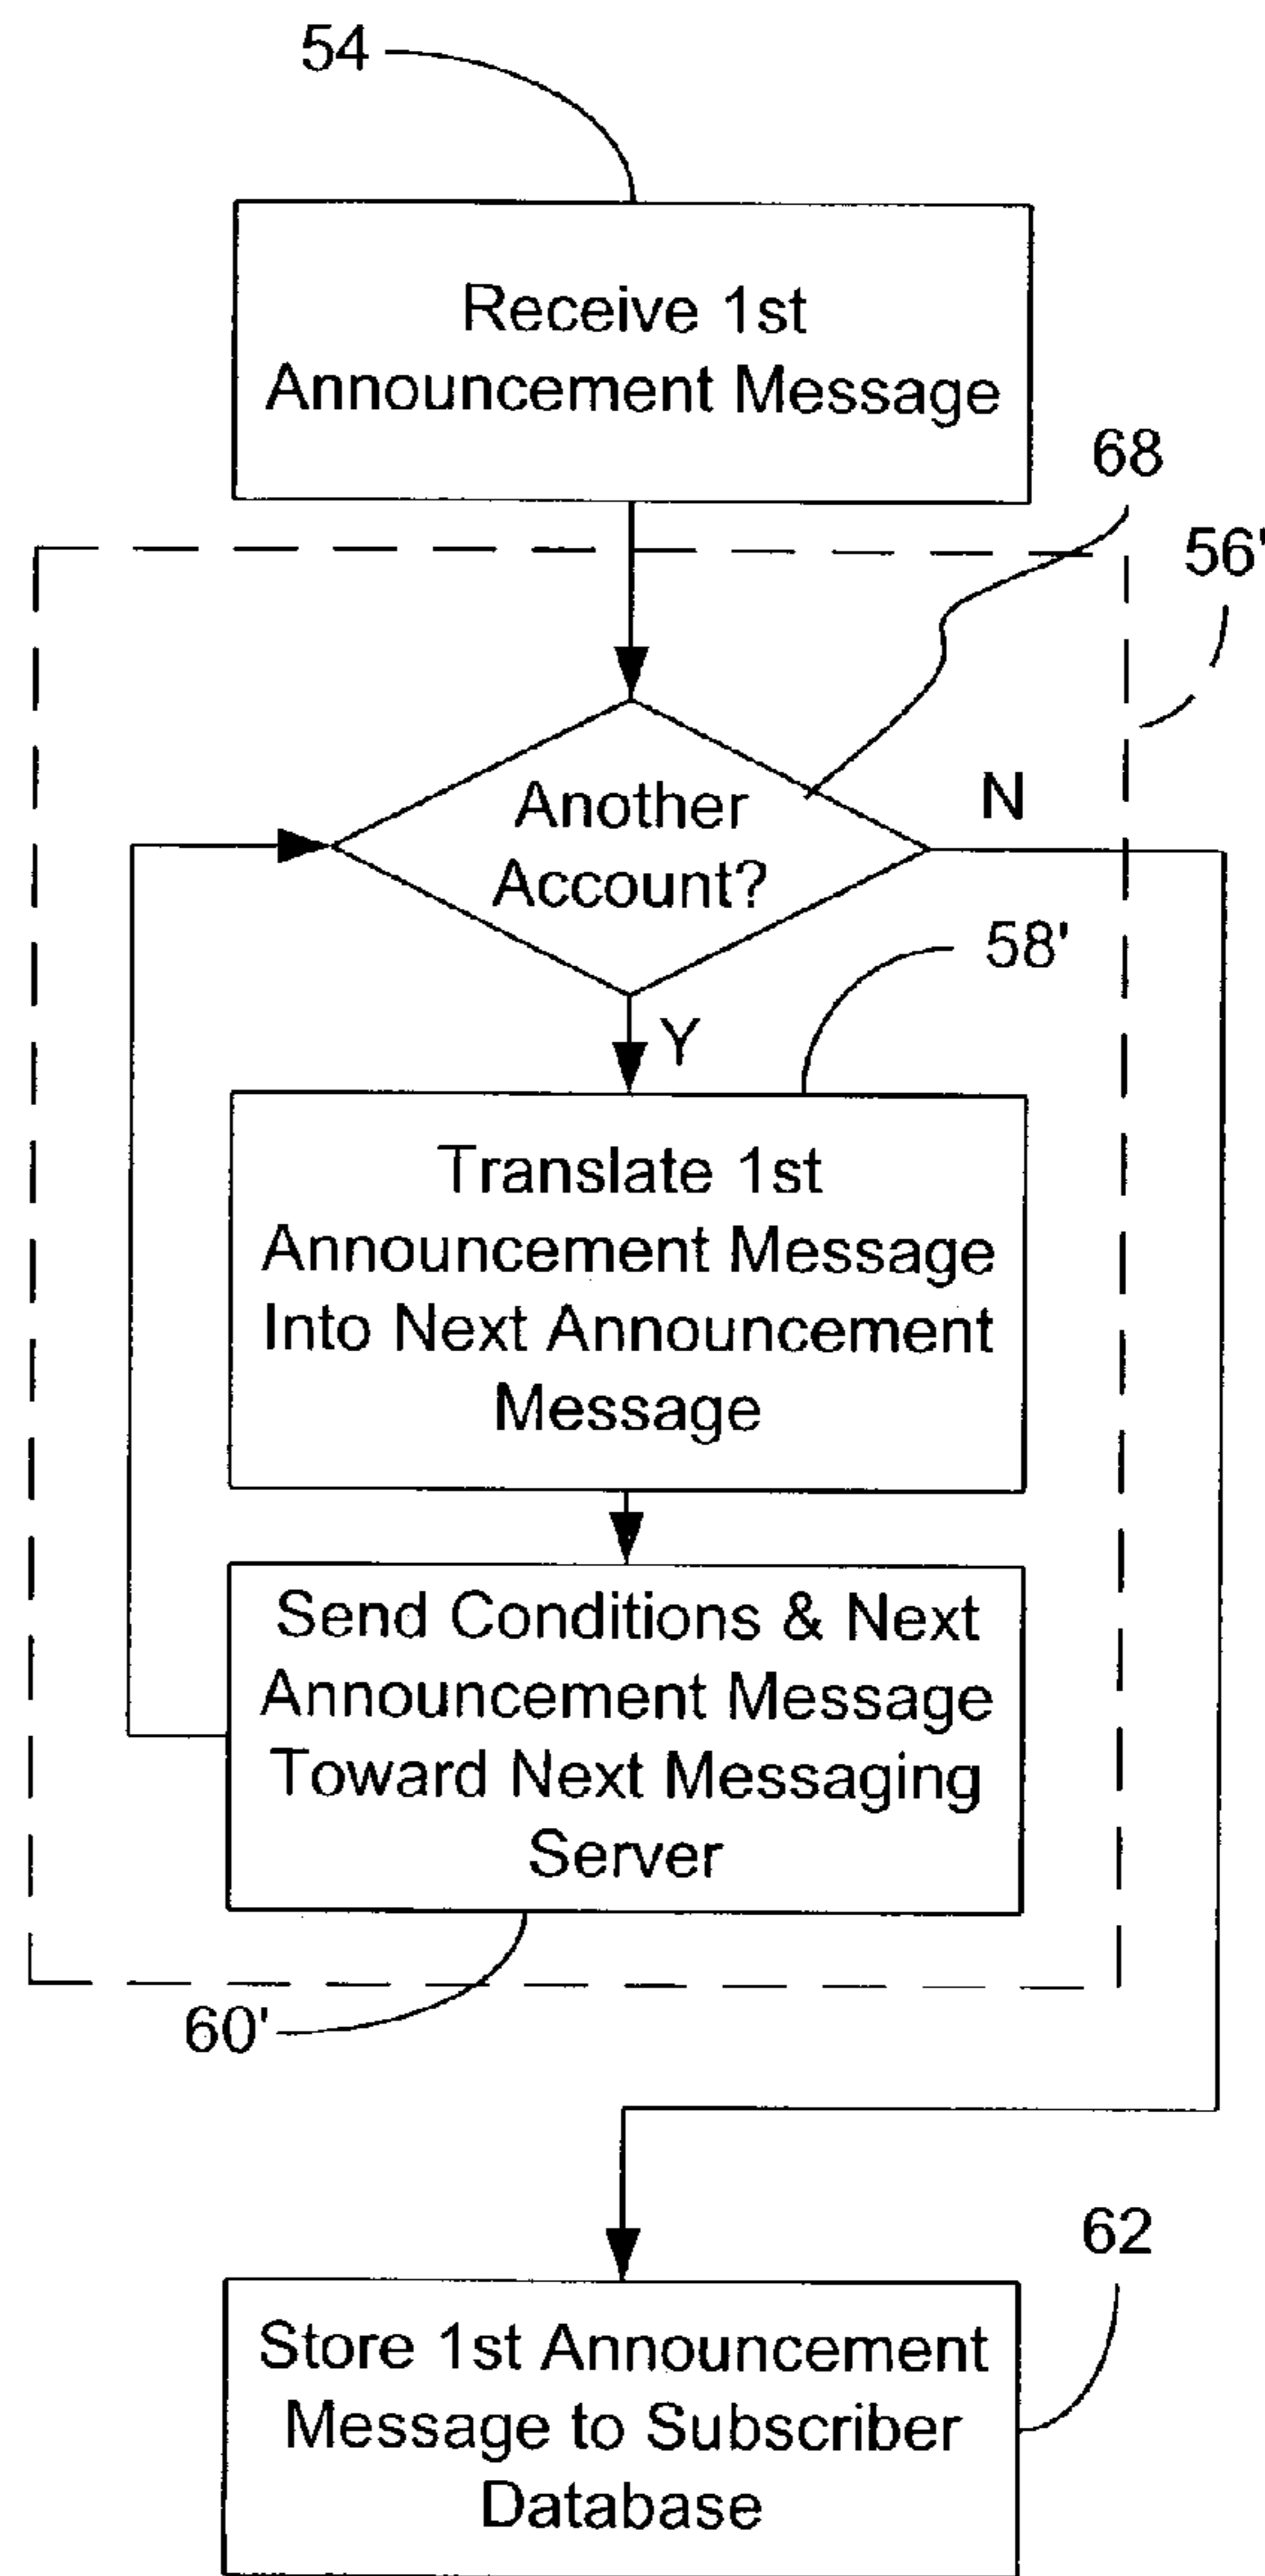 54
Receive 1st
Announcement Message
68
56'
Another
Account?
N
58'
Y
Translate 1st
Announcement Message
Into Next Announcement
Message
Send Conditions & Next
Announcement Message
Toward Next Messaging
Server
60'
62
Store 1st Announcement
Message to Subscriber
Database